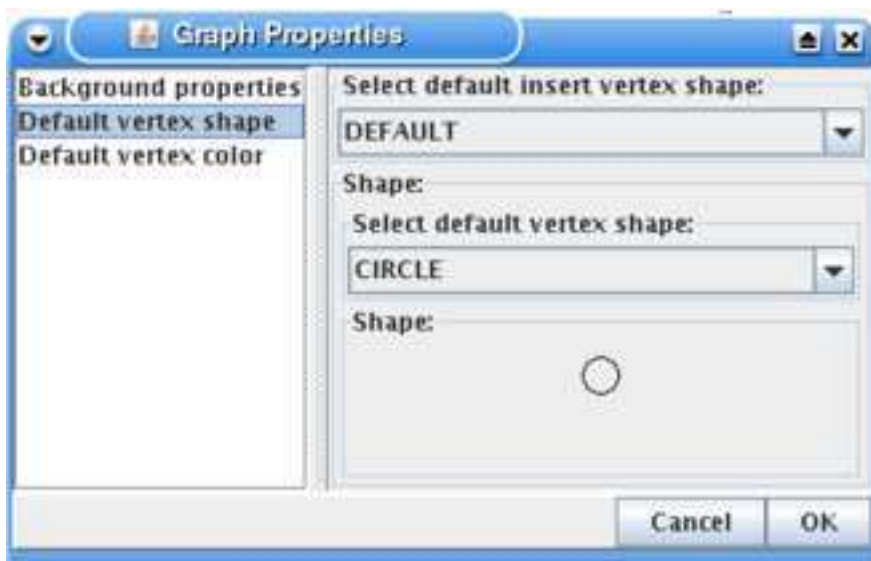 Graph Properties
Background properties
Default vertex shape
Default vertex color
Select default insert vertex shape:
DEFAULT
Shape:
Select default vertex shape:
CIRCLE
Shape:
Cancel
OK